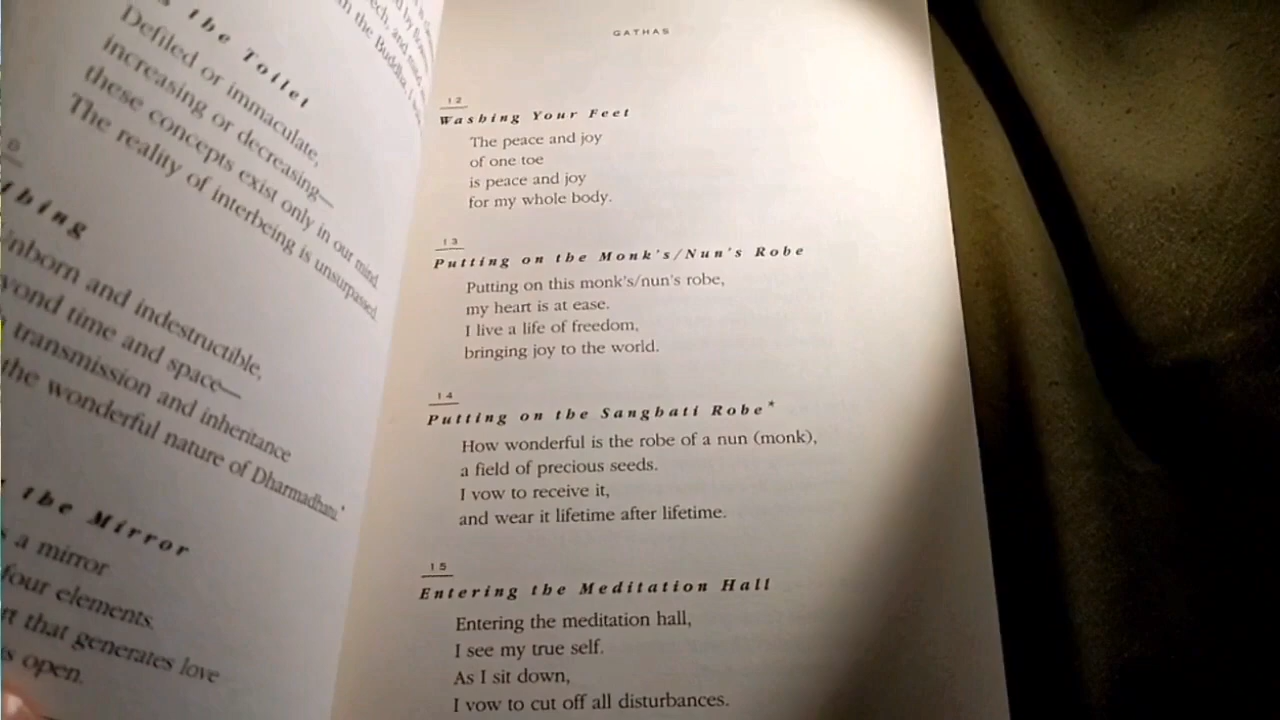 the Toilet
Defiled or immaculate,
increasing or decreasing—
these concepts exist only in our mind.
The reality of interbeing is unsurpassed.
and indestructible,
time and space—
transmission and inheritance
the wonderful nature of Dharmadhatu.*
the Mirror
a mirror
four elements.
that generates love
open.
GATHAS
12
Washing Your Feet
The peace and joy
of one toe
is peace and joy
for my whole body.
13
Putting on the Monk's/Nun's Robe
Putting on this monk's/nun's robe,
my heart is at ease.
I live a life of freedom,
bringing joy to the world.
14
Putting on the Sanghati Robe*
How wonderful is the robe of a nun (monk),
a field of precious seeds.
I vow to receive it,
and wear it lifetime after lifetime.
15
Entering the Meditation Hall
Entering the meditation hall,
I see my true self.
As I sit down,
I vow to cut off all disturbances.